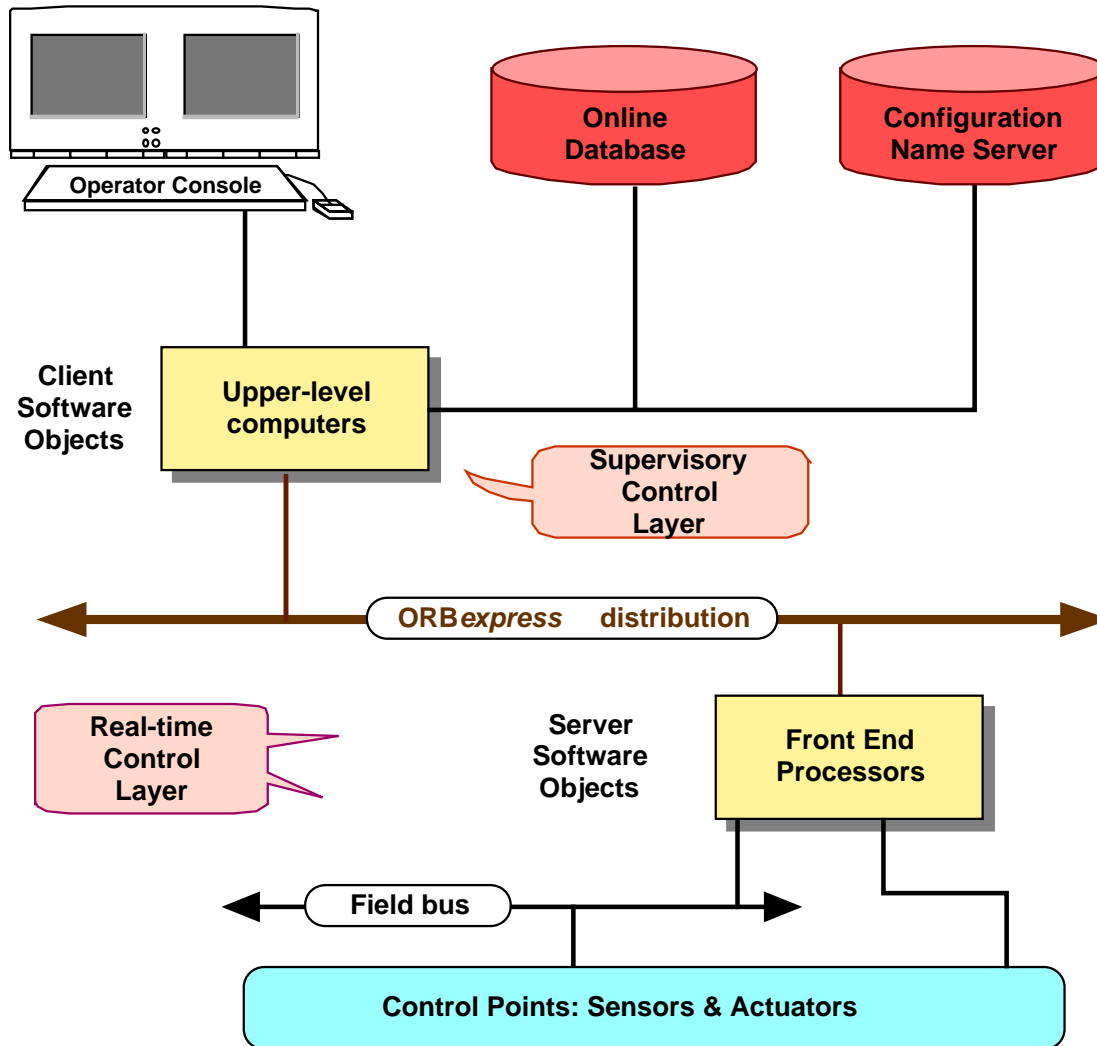 Operator Console
Online
Database
Configuration
Name Server
Client
Software
Objects
Upper-level
computers
Supervisory
Control
Layer
ORBexpress distribution
Real-time
Control
Layer
Server
Software
Objects
Front End
Processors
Field bus
Control Points: Sensors & Actuators